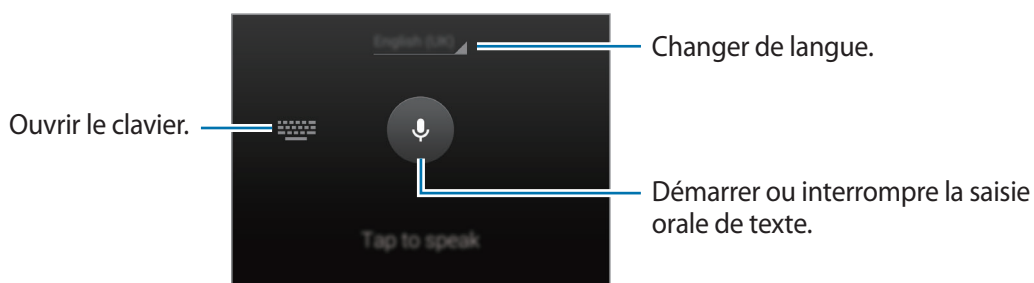 English (UK)
Changer de langue.
Ouvrir le clavier.
Démarrer ou interrompre la saisie
orale de texte.
Tap to speak